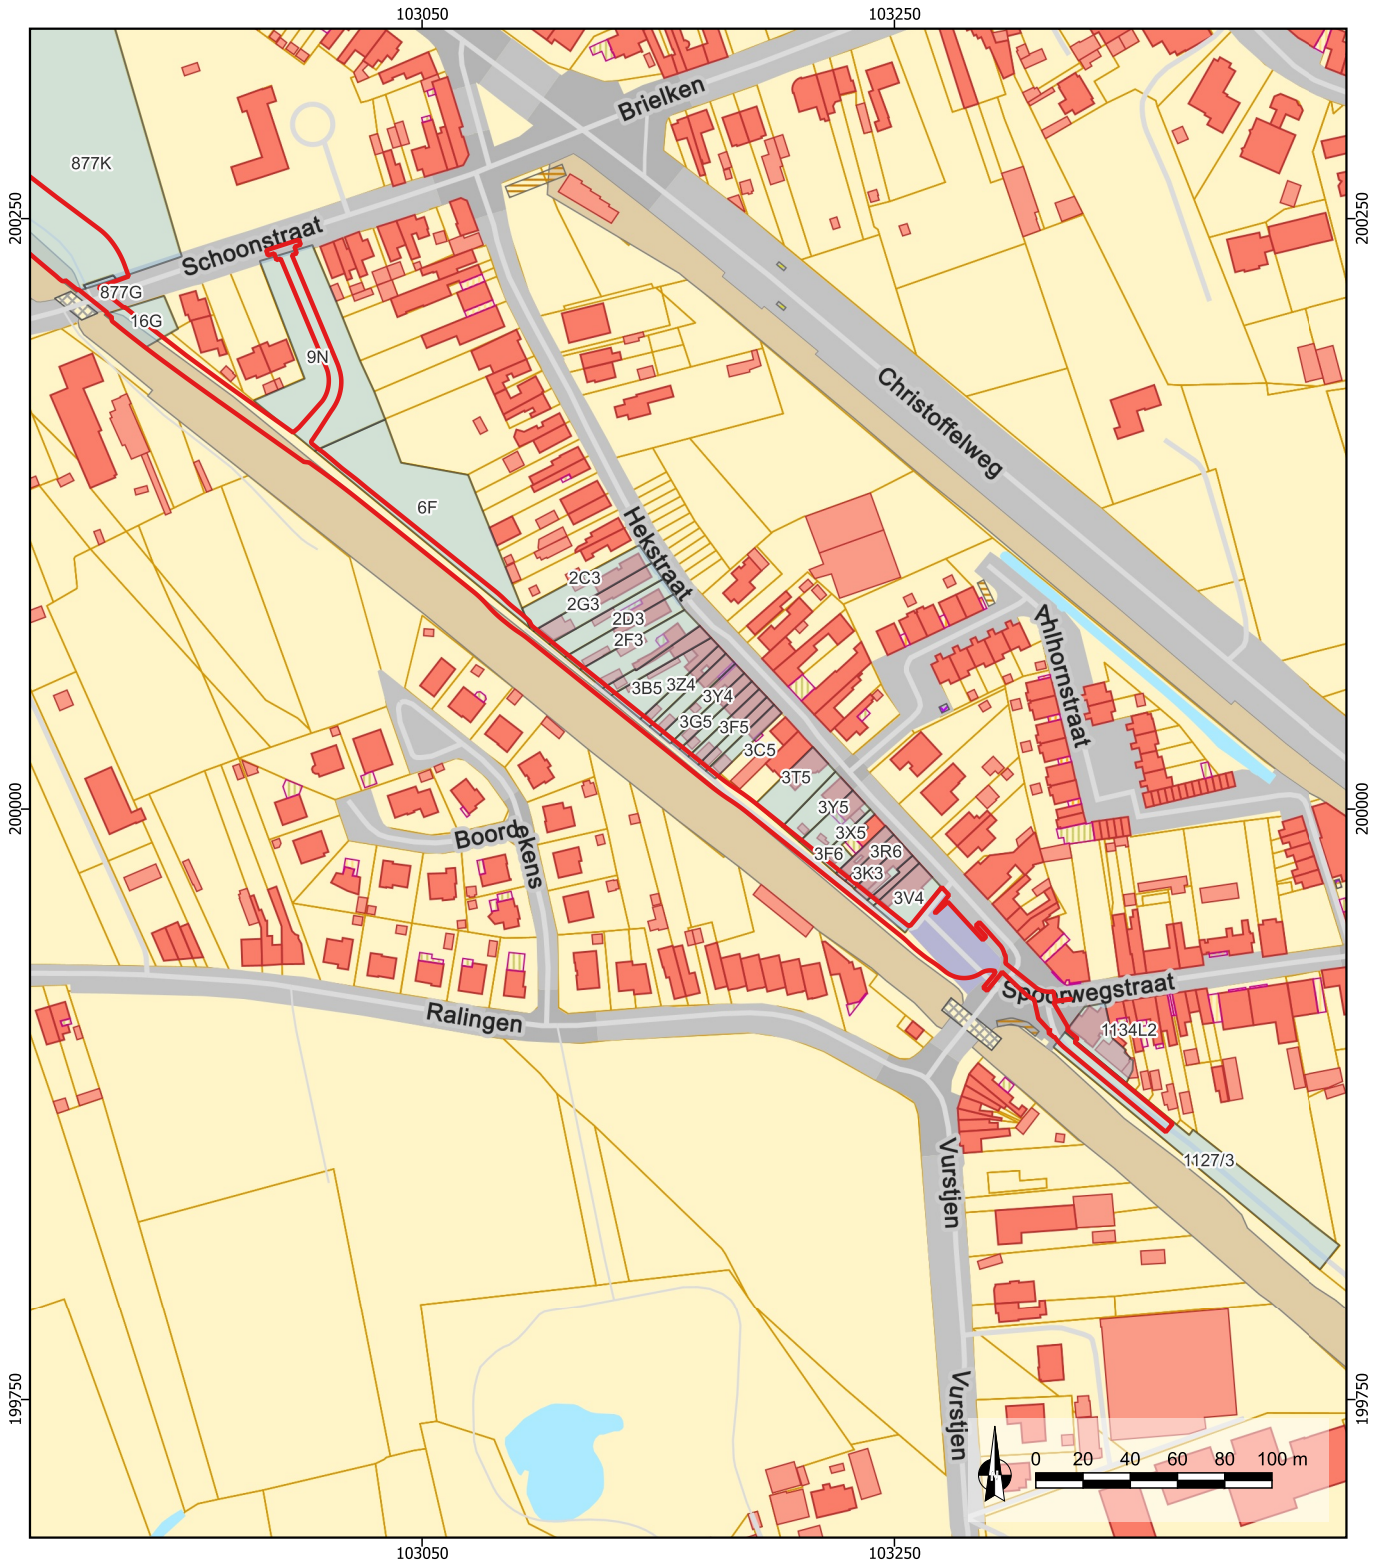 103050
103250
Brielken
877K
200250
200250
Schoonstraat
877G
16G
9N
Christoffelweg
6F
Hekstraat
2C3
2G3
2D3
2F3
Ahlhornstraat
3B5
3Z4
3Y4
3G5
3F5
3C5
3T5
200000
200000
3Y5
3X5
Boordekens
3F6
3R6
3K3
3V4
Spoorwegstraat
Ralingen
1134L2
1127/3
Vurstjen
199750
199750
Vurstjen
0 20 40 60 80 100 m
103050
103250